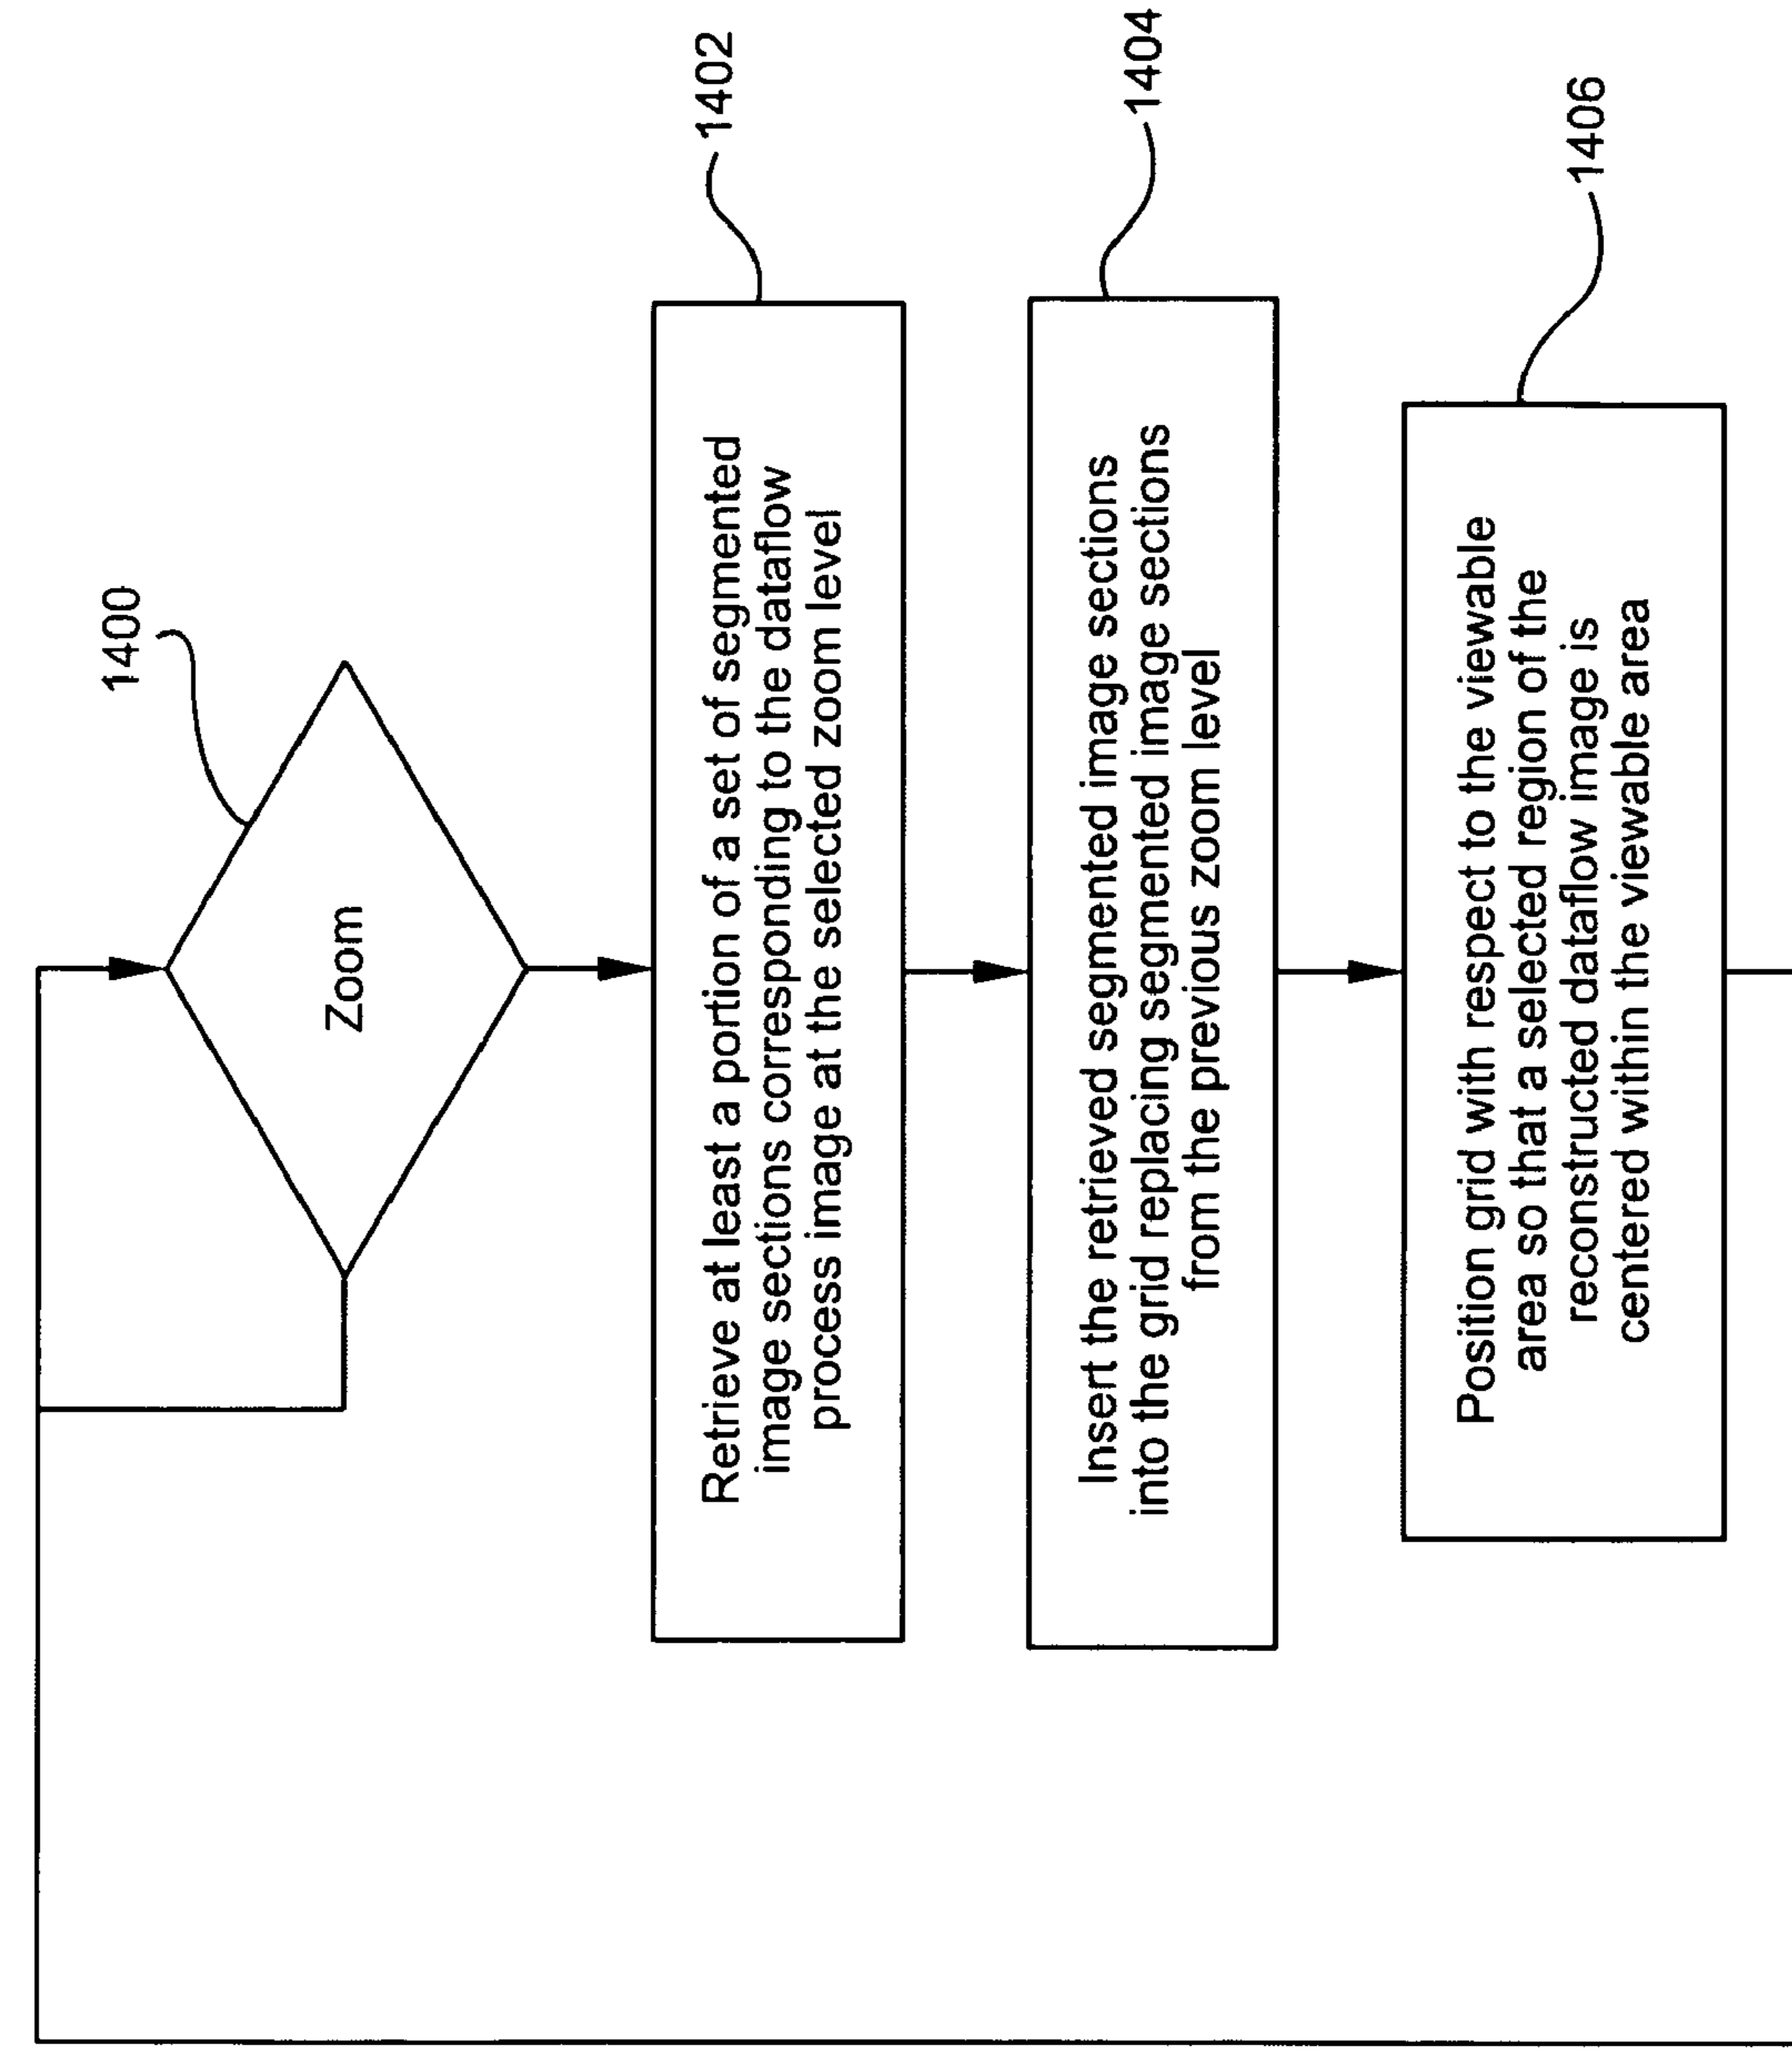 1400
Zoom
1402
Retrieve at least a portion of a set of segmented
image sections corresponding to the dataflow
process image at the selected zoom level
1404
Insert the retrieved segmented image sections
into the grid replacing segmented image sections
from the previous zoom level
1406
Position grid with respect to the viewable
area so that a selected region of the
reconstructed dataflow image is
centered within the viewable area